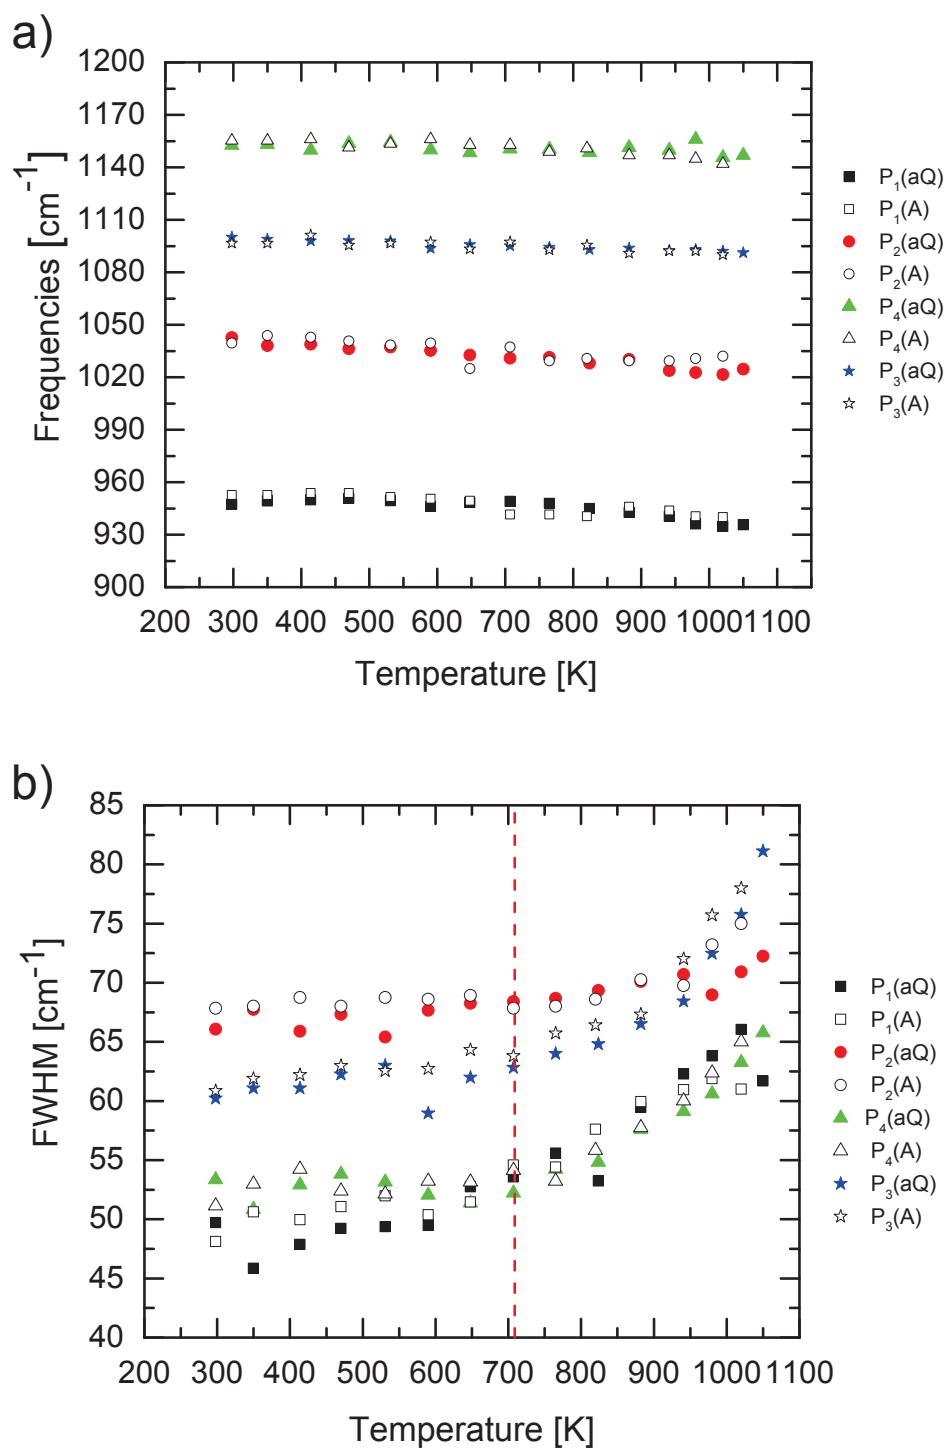 a)
1200
1170
1140
1110
1080
1050
1020
990
960
930
900
Frequencies [cm⁻¹]
200 300 400 500 600 700 800 900 1000 1100
Temperature [K]
P₁(aQ)
P₁(A)
P₂(aQ)
P₂(A)
P₄(aQ)
P₄(A)
P₃(aQ)
P₃(A)
b)
85
80
75
70
65
60
55
50
45
40
FWHM [cm⁻¹]
200 300 400 500 600 700 800 900 1000 1100
Temperature [K]
P₁(aQ)
P₁(A)
P₂(aQ)
P₂(A)
P₄(aQ)
P₄(A)
P₃(aQ)
P₃(A)